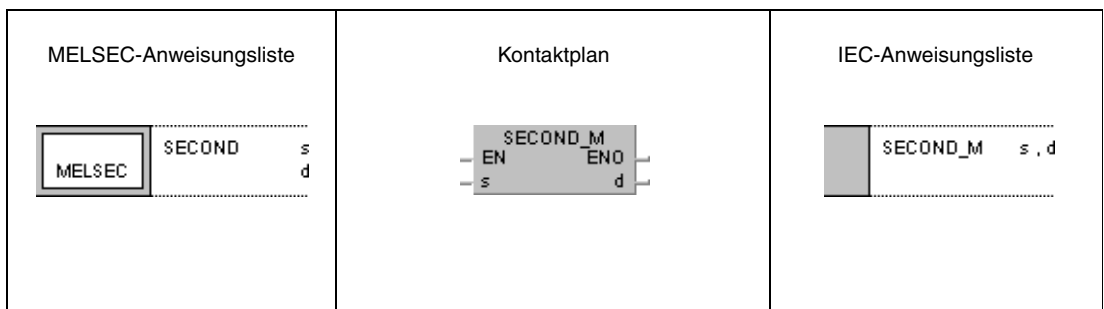 MELSEC-Anweisungsliste
MELSEC
SECOND s
d
Kontaktplan
SECOND_M
EN ENO
s d
IEC-Anweisungsliste
SECOND_M s , d